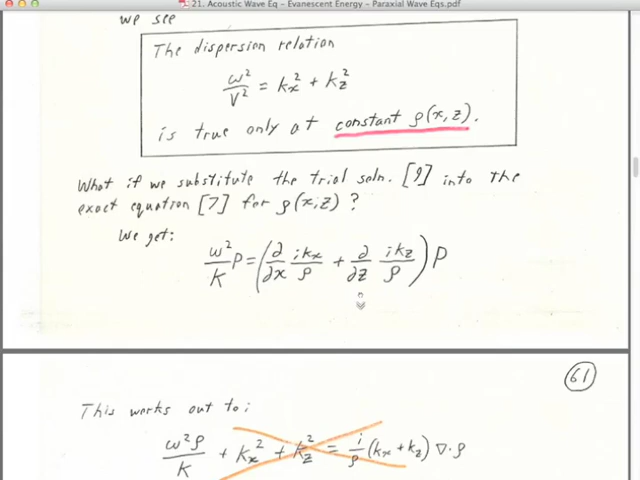 21. Acoustic Wave Eq – Evanescent Energy – Paraxial Wave Eqs.pdf
we see
The dispersion relation
ω²/V² = kx² + kz²
is true only at constant ρ(x,z).
What if we substitute the trial soln. [9] into the
exact equation [7] for ρ(x,z) ?
We get:
ω²/K P = (∂/∂x ikx/ρ + ∂/∂z ikz/ρ) P
61
This works out to:
ω²ρ/K + kx² + kz² = i/ρ (kx + kz) ∇·ρ